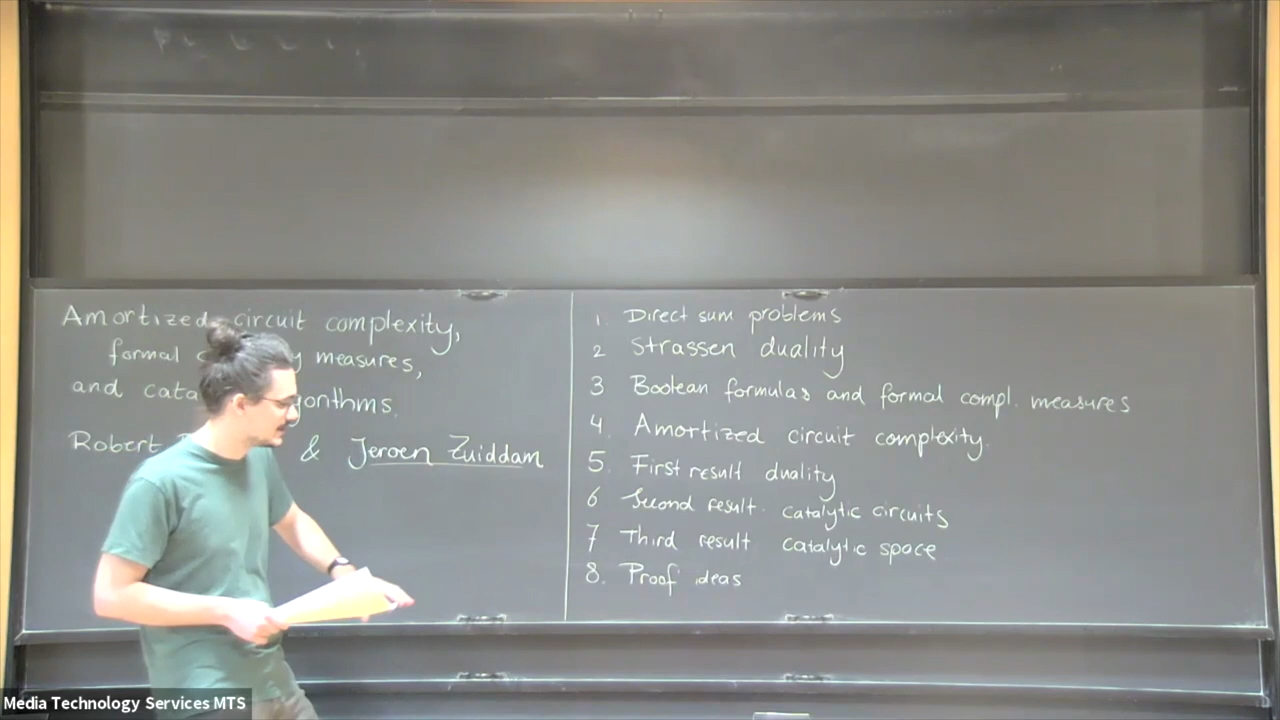 Amortized circuit complexity,
formal measures,
and algorithms.
Robert & Jeroen Zuiddam
1. Direct sum problems
2 Strassen duality
3 Boolean formulas and formal compl. measures
4. Amortized circuit complexity.
5. First result duality
6 Second result. catalytic circuits
7 Third result catalytic space
8. Proof ideas
Media Technology Services MTS